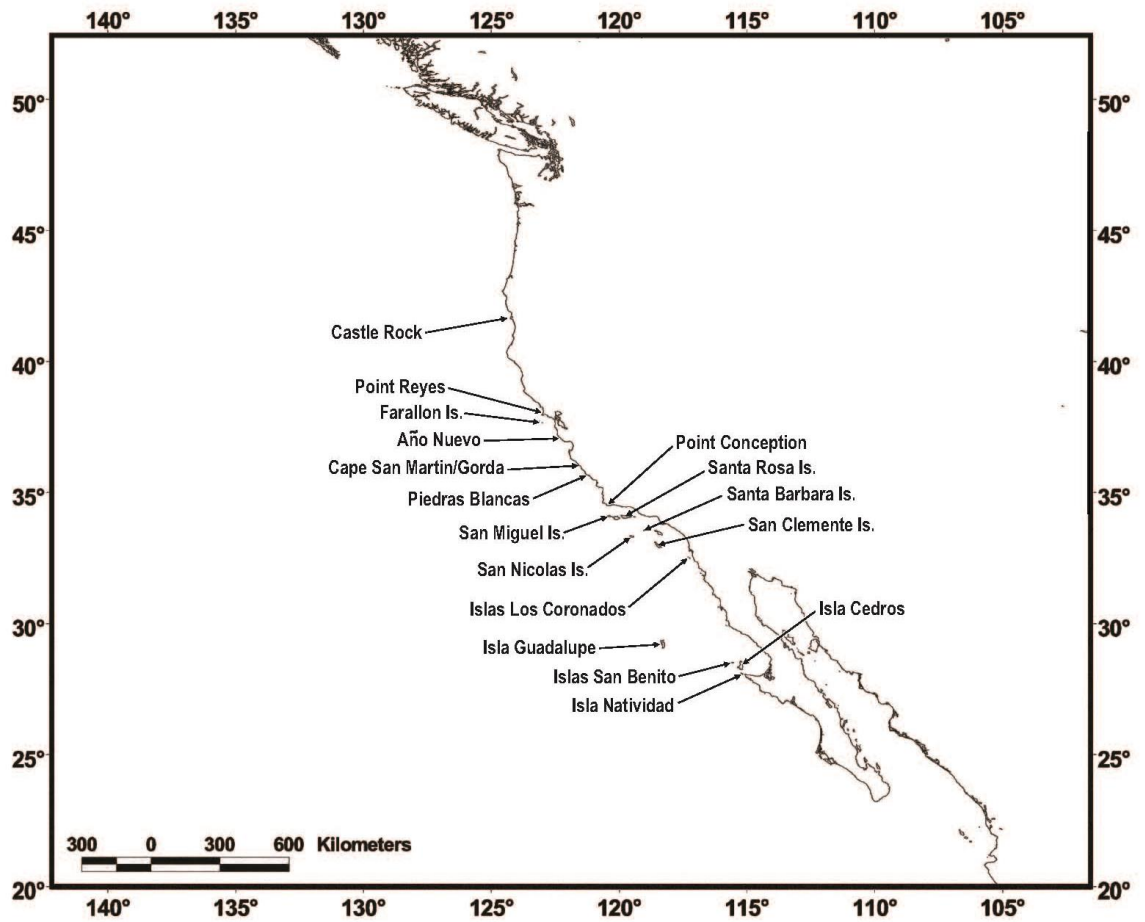 140° 135° 130° 125° 120° 115° 110° 105°
50° 50°
45° 45°
Castle Rock
40° 40°
Point Reyes
Farallon Is.
Año Nuevo
Point Conception
Cape San Martin/Gorda
Santa Rosa Is.
35° 35°
Piedras Blancas
Santa Barbara Is.
San Miguel Is.
San Clemente Is.
San Nicolas Is.
Islas Los Coronados
Isla Cedros
30° 30°
Isla Guadalupe
Islas San Benito
Isla Natividad
25° 25°
300 0 300 600 Kilometers
20° 20°
140° 135° 130° 125° 120° 115° 110° 105°